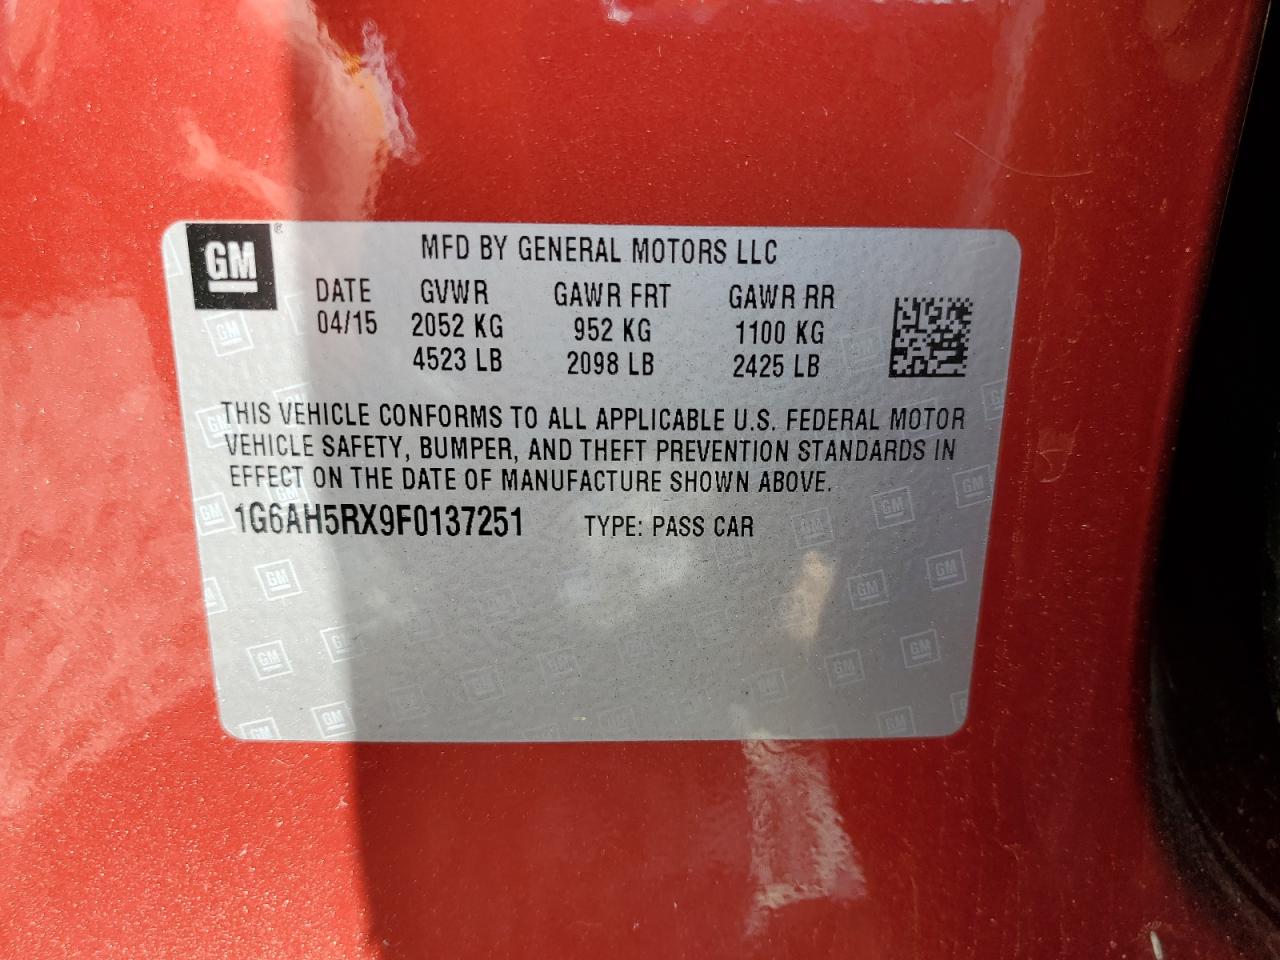 GM ®
MFD BY GENERAL MOTORS LLC
DATE GVWR GAWR FRT GAWR RR
04/15 2052 KG 952 KG 1100 KG
4523 LB 2098 LB 2425 LB
THIS VEHICLE CONFORMS TO ALL APPLICABLE U.S. FEDERAL MOTOR
VEHICLE SAFETY, BUMPER, AND THEFT PREVENTION STANDARDS IN
EFFECT ON THE DATE OF MANUFACTURE SHOWN ABOVE.
1G6AH5RX9F0137251 TYPE: PASS CAR